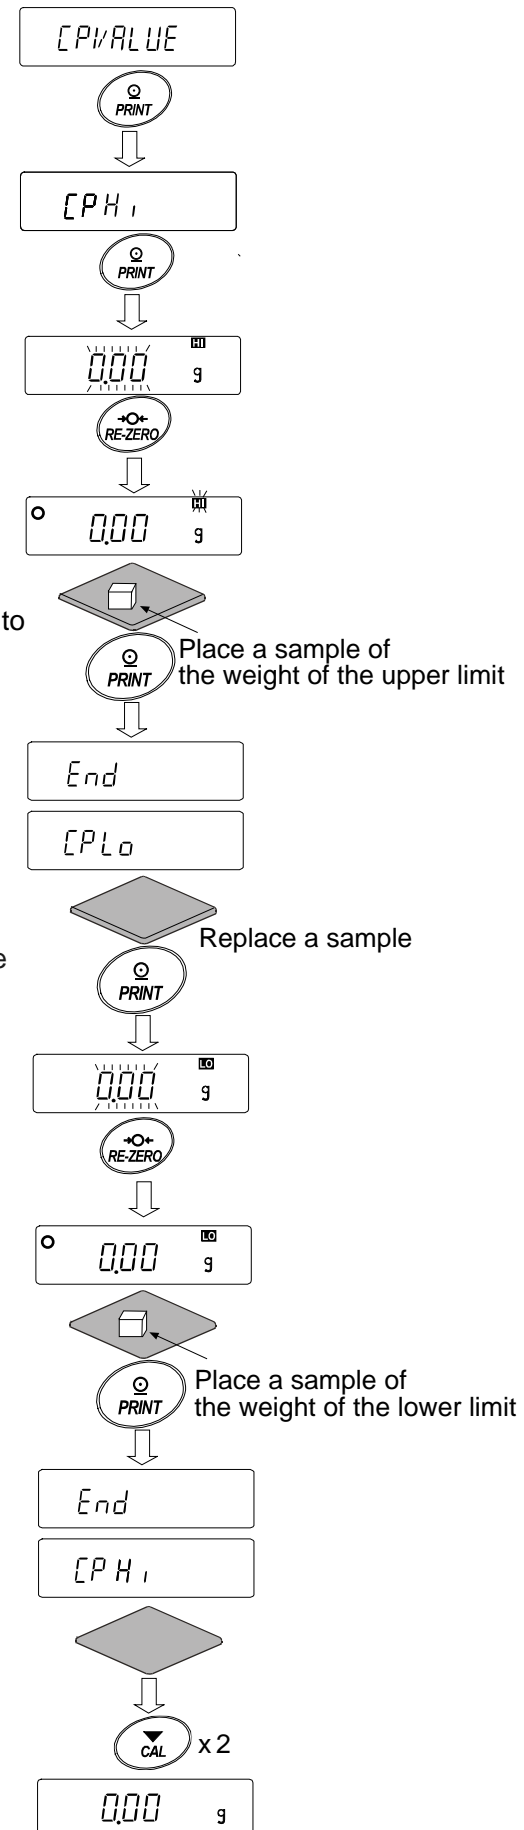 CPVALUE
PRINT
CPHi
PRINT
HI
0.00 g
RE-ZERO
HI
0.00 g
to
Place a sample of
the weight of the upper limit
PRINT
End
CPLo
Replace a sample
e
PRINT
LO
0.00 g
RE-ZERO
LO
0.00 g
Place a sample of
the weight of the lower limit
PRINT
End
CPHi
CAL x2
0.00 g